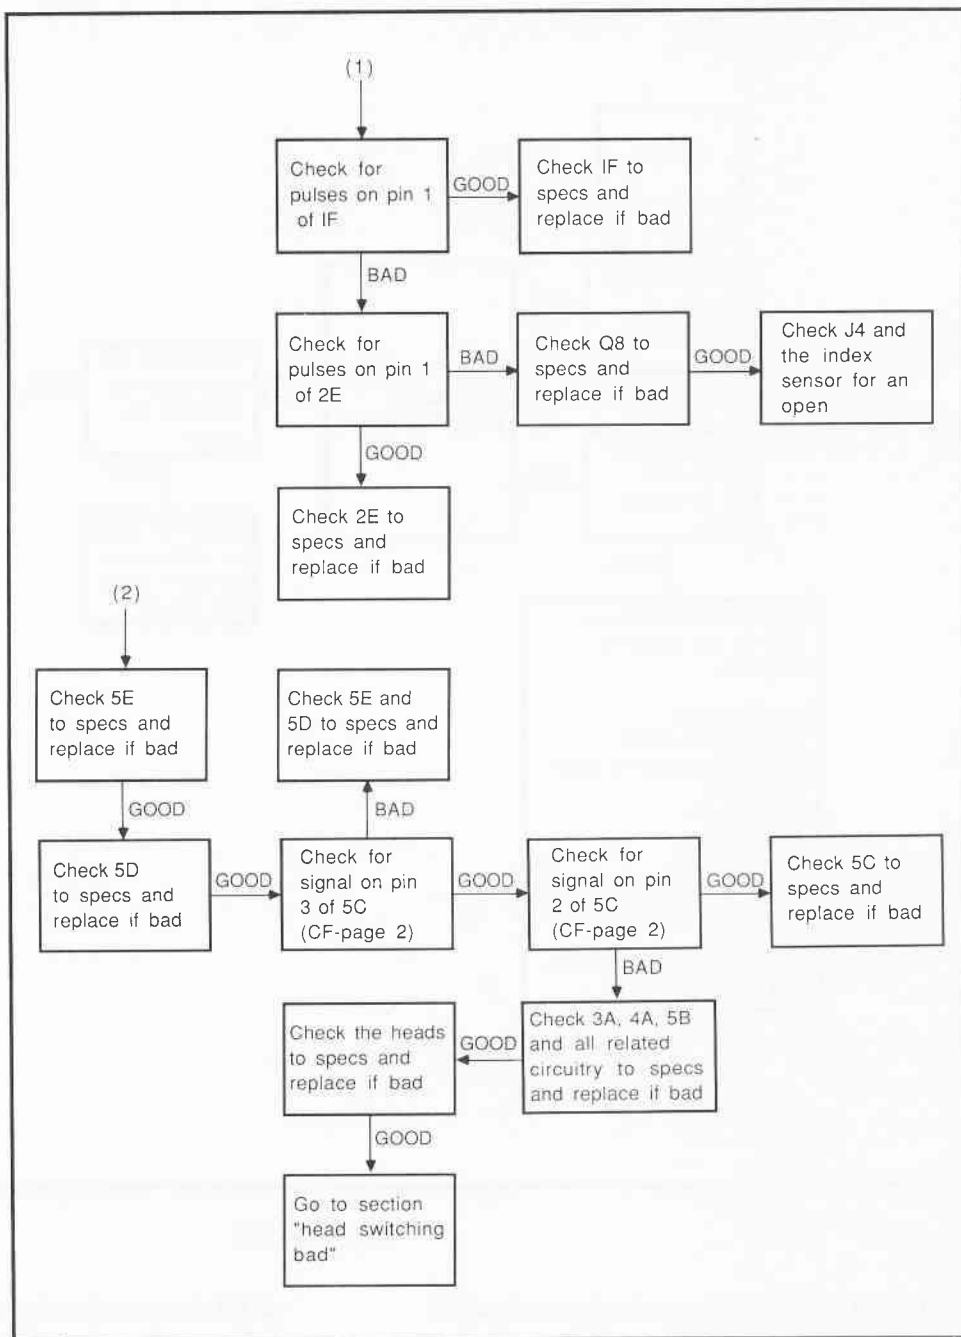 (1)
Check for
pulses on pin 1
of IF
GOOD
Check IF to
specs and
replace if bad
BAD
Check for
pulses on pin 1
of 2E
BAD
Check Q8 to
specs and
replace if bad
GOOD
Check J4 and
the index
sensor for an
open
GOOD
Check 2E to
specs and
replace if bad
(2)
Check 5E
to specs and
replace if bad
GOOD
Check 5D
to specs and
replace if bad
GOOD
Check for
signal on pin
3 of 5C
(CF-page 2)
BAD
Check 5E and
5D to specs and
replace if bad
GOOD
Check for
signal on pin
2 of 5C
(CF-page 2)
GOOD
Check 5C to
specs and
replace if bad
BAD
Check 3A, 4A, 5B
and all related
circuitry to specs
and replace if bad
GOOD
Check the heads
to specs and
replace if bad
GOOD
Go to section
"head switching
bad"